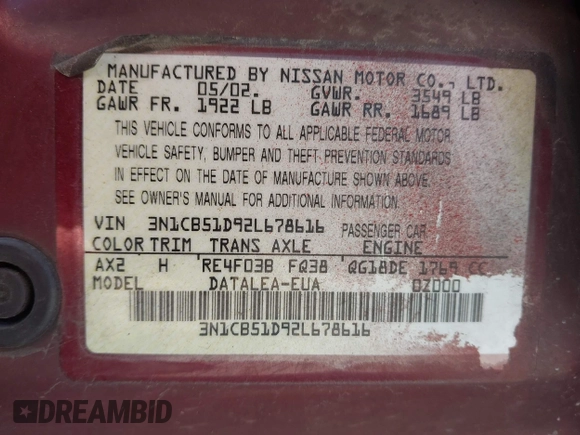 MANUFACTURED BY NISSAN MOTOR CO., LTD.
DATE 05/02. GVWR. 3549 LB
GAWR FR. 1922 LB GAWR RR. 1689 LB
THIS VEHICLE CONFORMS TO ALL APPLICABLE FEDERAL MOTOR
VEHICLE SAFETY, BUMPER AND THEFT PREVENTION STANDARDS
IN EFFECT ON THE DATE OF MANUFACTURE SHOWN ABOVE.
SEE OWNER'S MANUAL FOR ADDITIONAL INFORMATION.
VIN 3N1CB51D92L678616 PASSENGER CAR
COLOR TRIM TRANS AXLE ENGINE
AX2 H RE4F03B FQ38 QG18DE 1769 CC
MODEL DATALEA-EUA 0Z000
3N1CB51D92L678616
DREAMBID